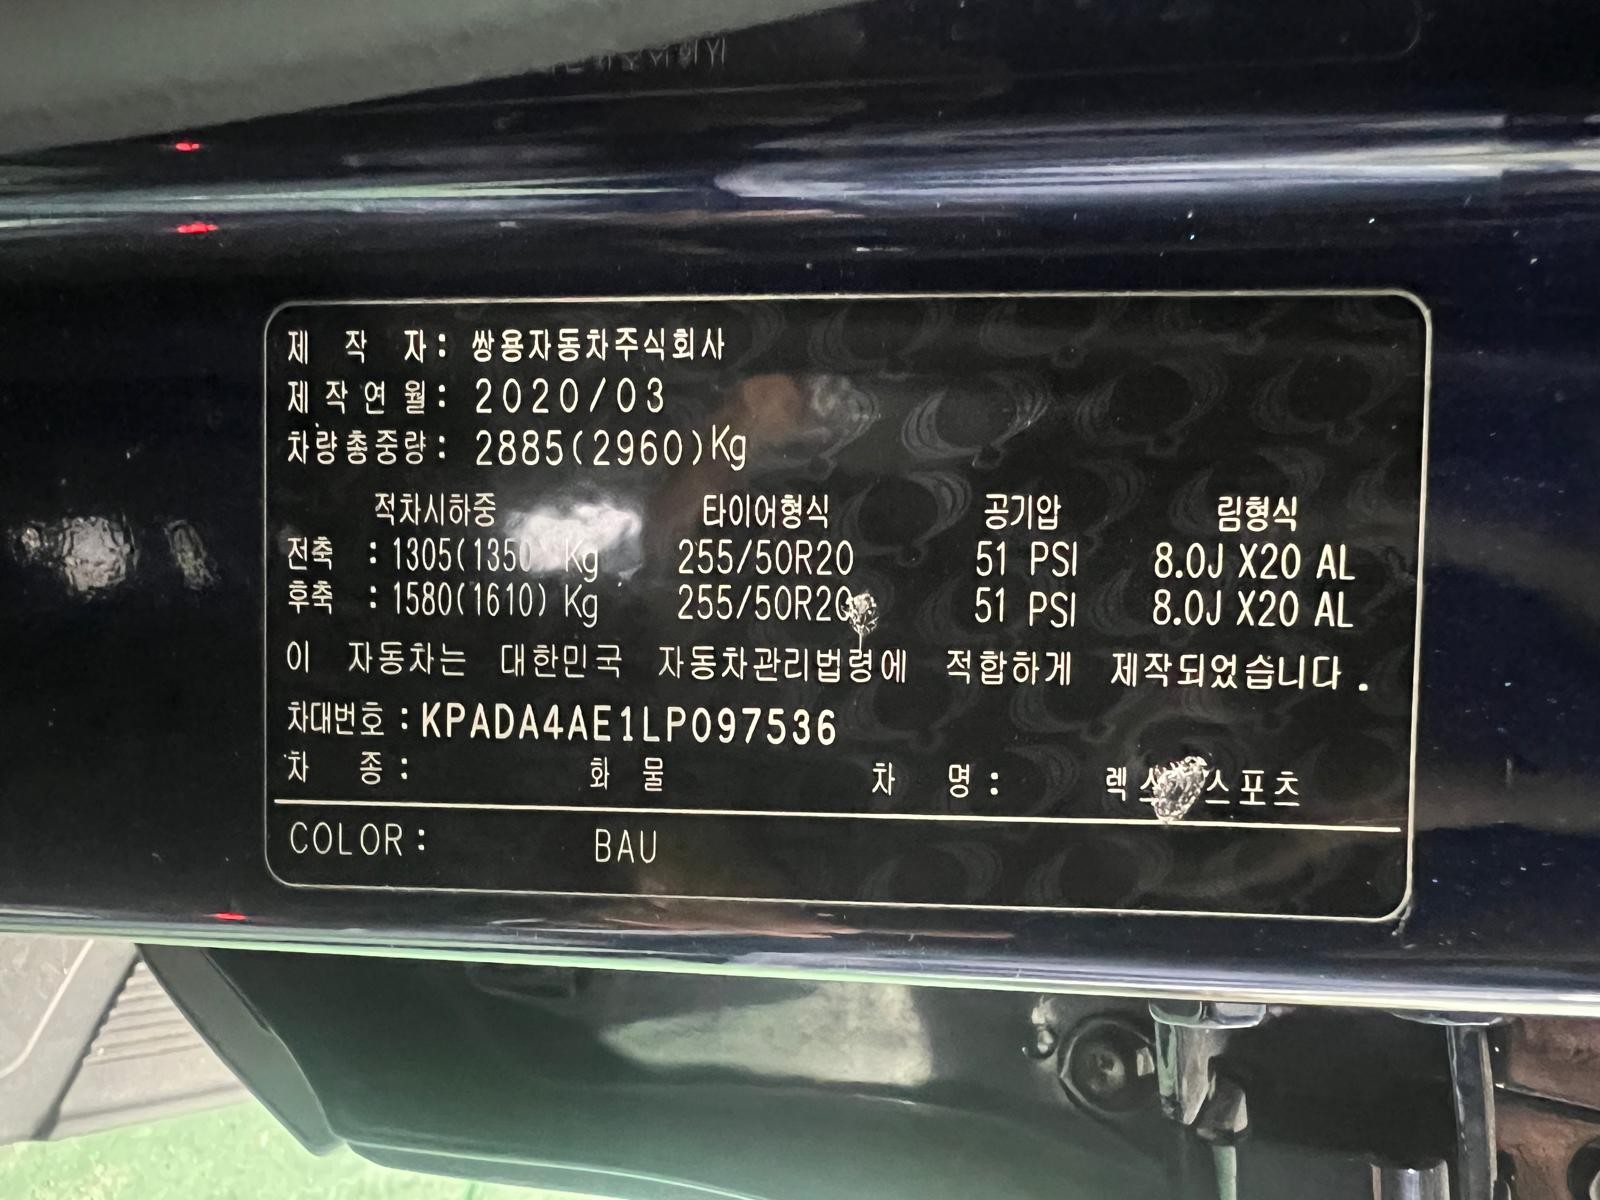 제 작 자: 쌍용자동차주식회사
제작연월: 2020/03
차량총중량: 2885(2960)Kg
적차시하중 타이어형식 공기압 림형식
전축 : 1305(1350) Kg 255/50R20 51 PSI 8.0J X20 AL
후축 : 1580(1610) Kg 255/50R20 51 PSI 8.0J X20 AL
이 자동차는 대한민국 자동차관리법령에 적합하게 제작되었습니다.
차대번호 : KPADA4AE1LP097536
차 종: 화 물 차 명: 렉스턴스포츠
COLOR: BAU